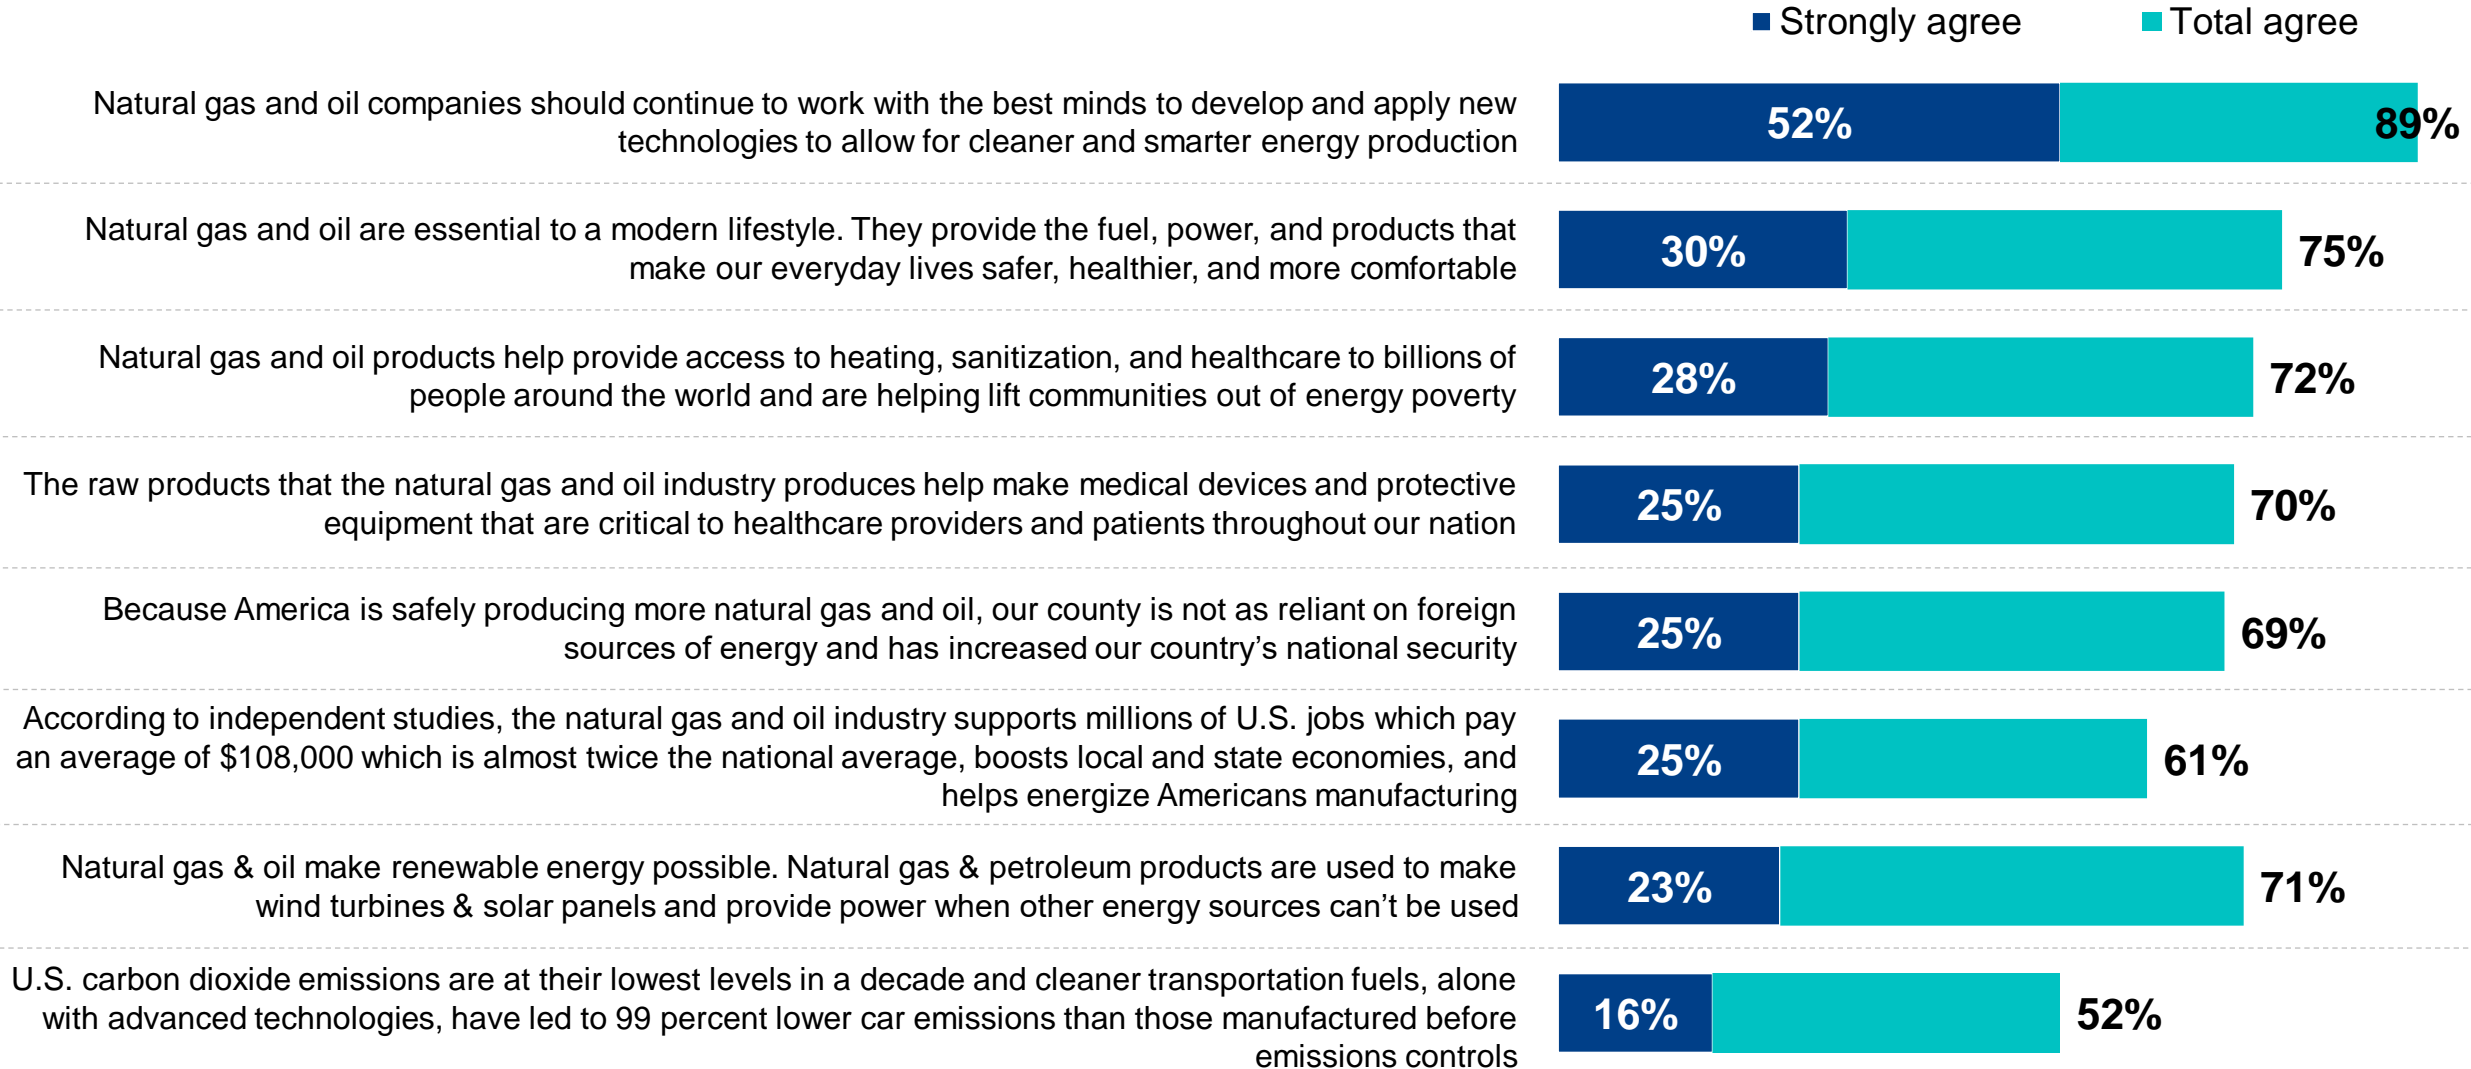 Strongly agree Total agree
Natural gas and oil companies should continue to work with the best minds to develop and apply new
technologies to allow for cleaner and smarter energy production
52% 89%
Natural gas and oil are essential to a modern lifestyle. They provide the fuel, power, and products that
make our everyday lives safer, healthier, and more comfortable
30% 75%
Natural gas and oil products help provide access to heating, sanitization, and healthcare to billions of
people around the world and are helping lift communities out of energy poverty
28% 72%
The raw products that the natural gas and oil industry produces help make medical devices and protective
equipment that are critical to healthcare providers and patients throughout our nation
25% 70%
Because America is safely producing more natural gas and oil, our county is not as reliant on foreign
sources of energy and has increased our country’s national security
25% 69%
According to independent studies, the natural gas and oil industry supports millions of U.S. jobs which pay
an average of $108,000 which is almost twice the national average, boosts local and state economies, and
helps energize Americans manufacturing
25% 61%
Natural gas & oil make renewable energy possible. Natural gas & petroleum products are used to make
wind turbines & solar panels and provide power when other energy sources can’t be used
23% 71%
U.S. carbon dioxide emissions are at their lowest levels in a decade and cleaner transportation fuels, alone
with advanced technologies, have led to 99 percent lower car emissions than those manufactured before
emissions controls
16% 52%